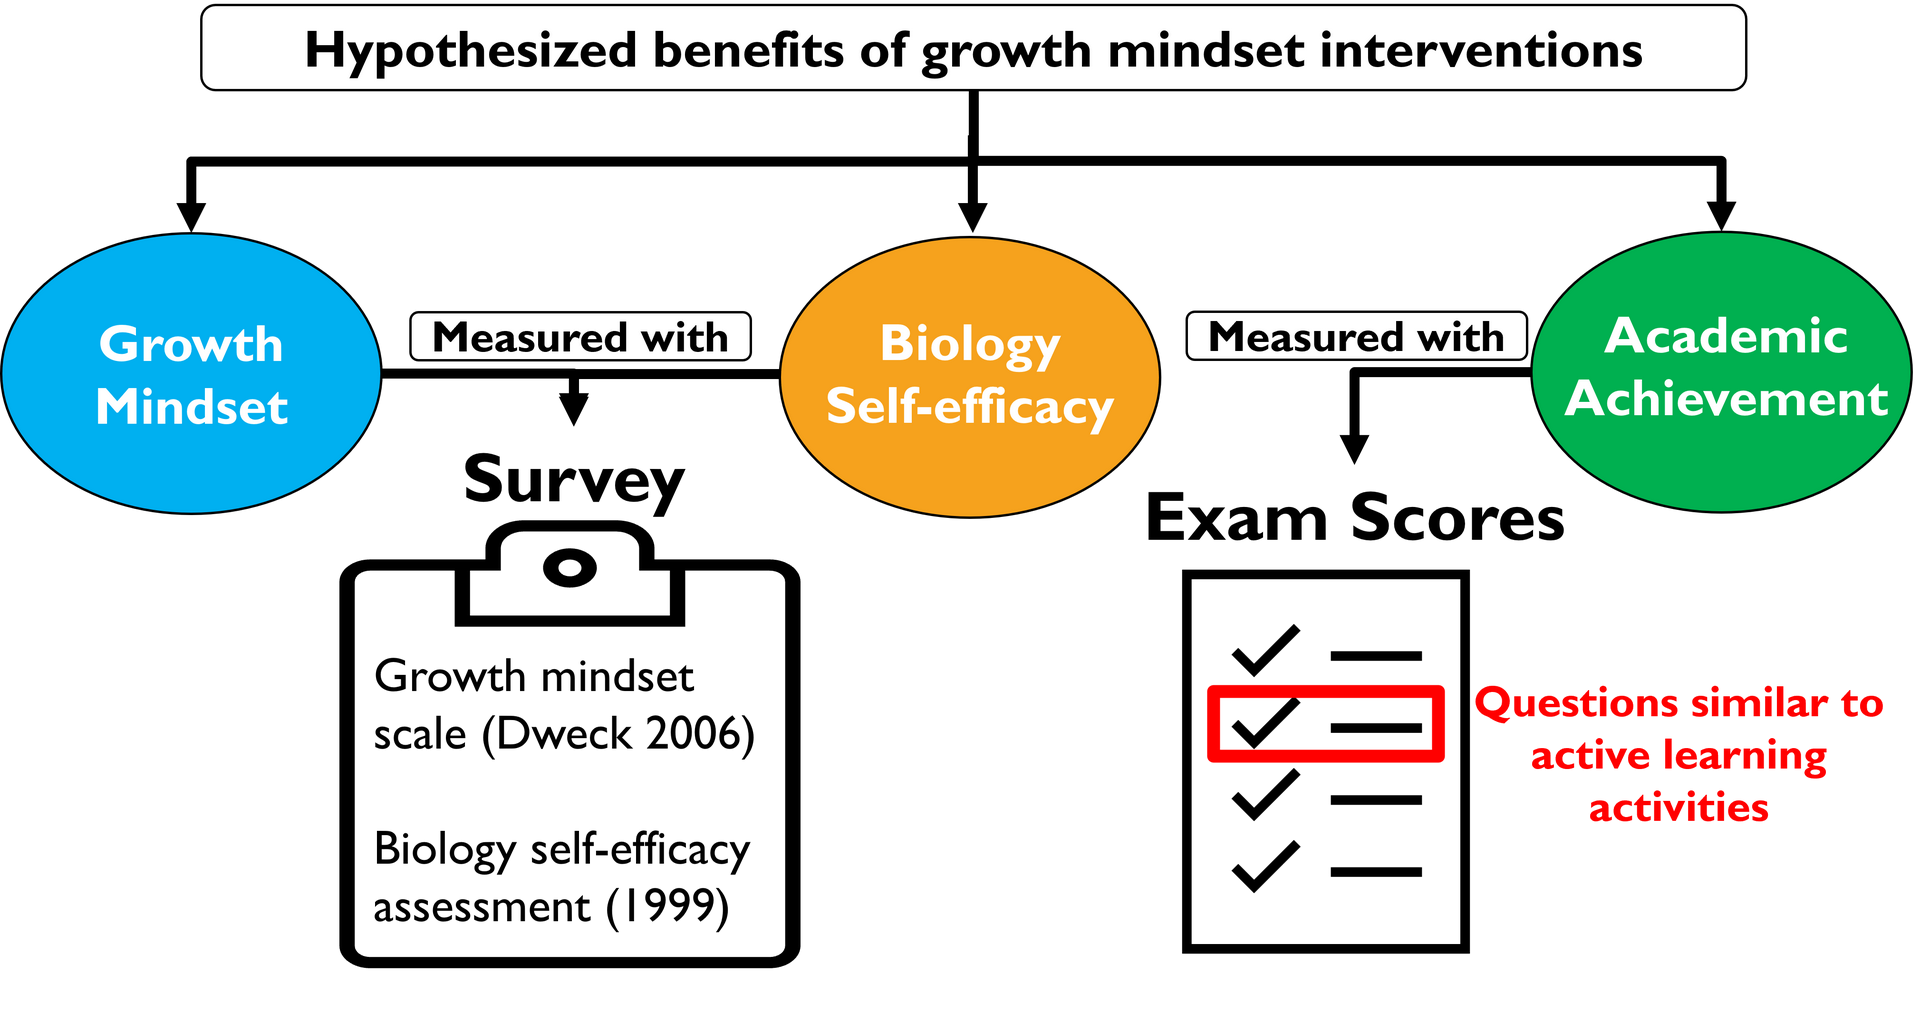 Hypothesized benefits of growth mindset interventions
Growth
Mindset
Measured with
Biology
Self-efficacy
Measured with
Academic
Achievement
Survey
Growth mindset
scale (Dweck 2006)
Biology self-efficacy
assessment (1999)
Exam Scores
Questions similar to
active learning
activities